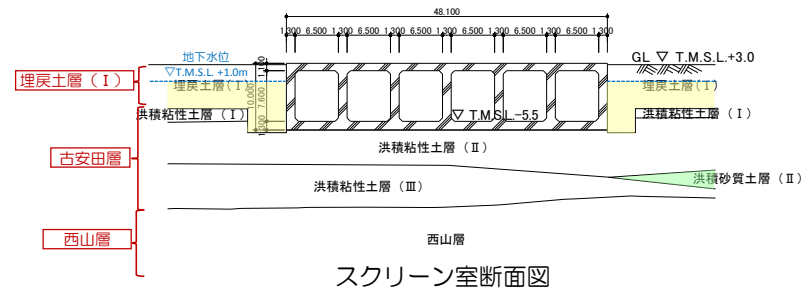 48.100
1.300 6.500 1.300 6.500 1.300 6.500 1.300 6.500 1.300 6.500 1.300 6.500 1.300
地下水位
▽T.M.S.L. +1.0m
GL ▽ T.M.S.L.+3.0
埋戻土層（Ⅰ）
埋戻土層（Ⅰ）
埋戻土層（Ⅰ）
10.000
7.600
洪積粘性土層（Ⅰ）
▽ T.M.S.L.-5.5
洪積粘性土層（Ⅰ）
古安田層
洪積粘性土層（Ⅱ）
洪積粘性土層（Ⅲ）
洪積砂質土層（Ⅱ）
西山層
西山層
スクリーン室断面図